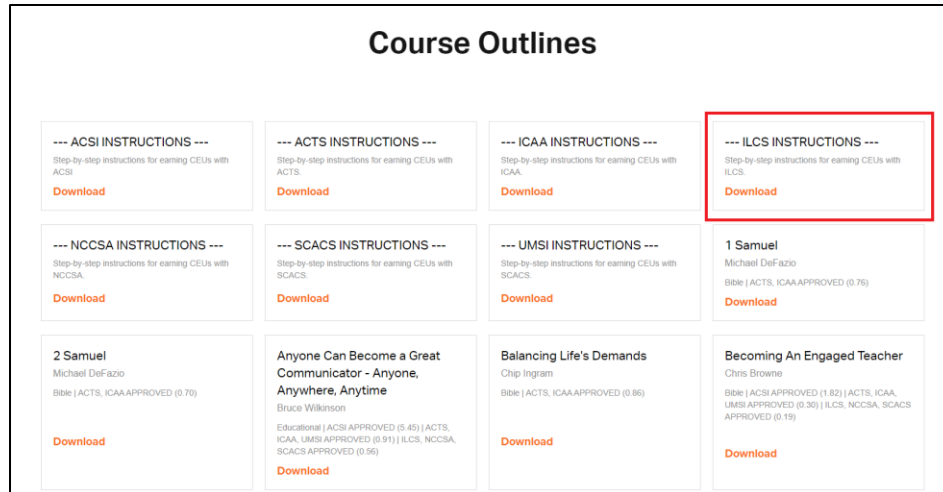 Course Outlines
--- ACSI INSTRUCTIONS ---
Step-by-step instructions for earning CEUs with
ACSI
Download
--- ACTS INSTRUCTIONS ---
Step-by-step instructions for earning CEUs with
ACTS.
Download
--- ICAA INSTRUCTIONS ---
Step-by-step instructions for earning CEUs with
ICAA.
Download
--- ILCS INSTRUCTIONS ---
Step-by-step instructions for earning CEUs with
ILCS.
Download
--- NCCSA INSTRUCTIONS ---
Step-by-step instructions for earning CEUs with
NCCSA.
Download
--- SCACS INSTRUCTIONS ---
Step-by-step instructions for earning CEUs with
SCACS.
Download
--- UMSI INSTRUCTIONS ---
Step-by-step instructions for earning CEUs with
SCACS.
Download
1 Samuel
Michael DeFazio
Bible | ACTS, ICAA APPROVED (0.76)
Download
2 Samuel
Michael DeFazio
Bible | ACTS, ICAA APPROVED (0.70)
Download
Anyone Can Become a Great
Communicator - Anyone,
Anywhere, Anytime
Bruce Wilkinson
Educational | ACSI APPROVED (5.45) | ACTS,
ICAA, UMSI APPROVED (0.91) | ILCS, NCCSA,
SCACS APPROVED (0.56)
Download
Balancing Life's Demands
Chip Ingram
Bible | ACTS, ICAA APPROVED (0.86)
Download
Becoming An Engaged Teacher
Chris Browne
Bible | ACSI APPROVED (1.82) | ACTS, ICAA,
UMSI APPROVED (0.30) | ILCS, NCCSA, SCACS
APPROVED (0.19)
Download